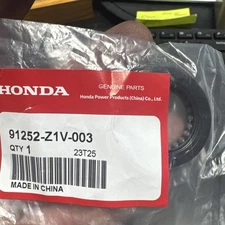 HONDA
GENUINE PARTS
Honda Power Products (China) Co., Ltd.
91252-Z1V-003
QTY 1
23T25
MADE IN CHINA